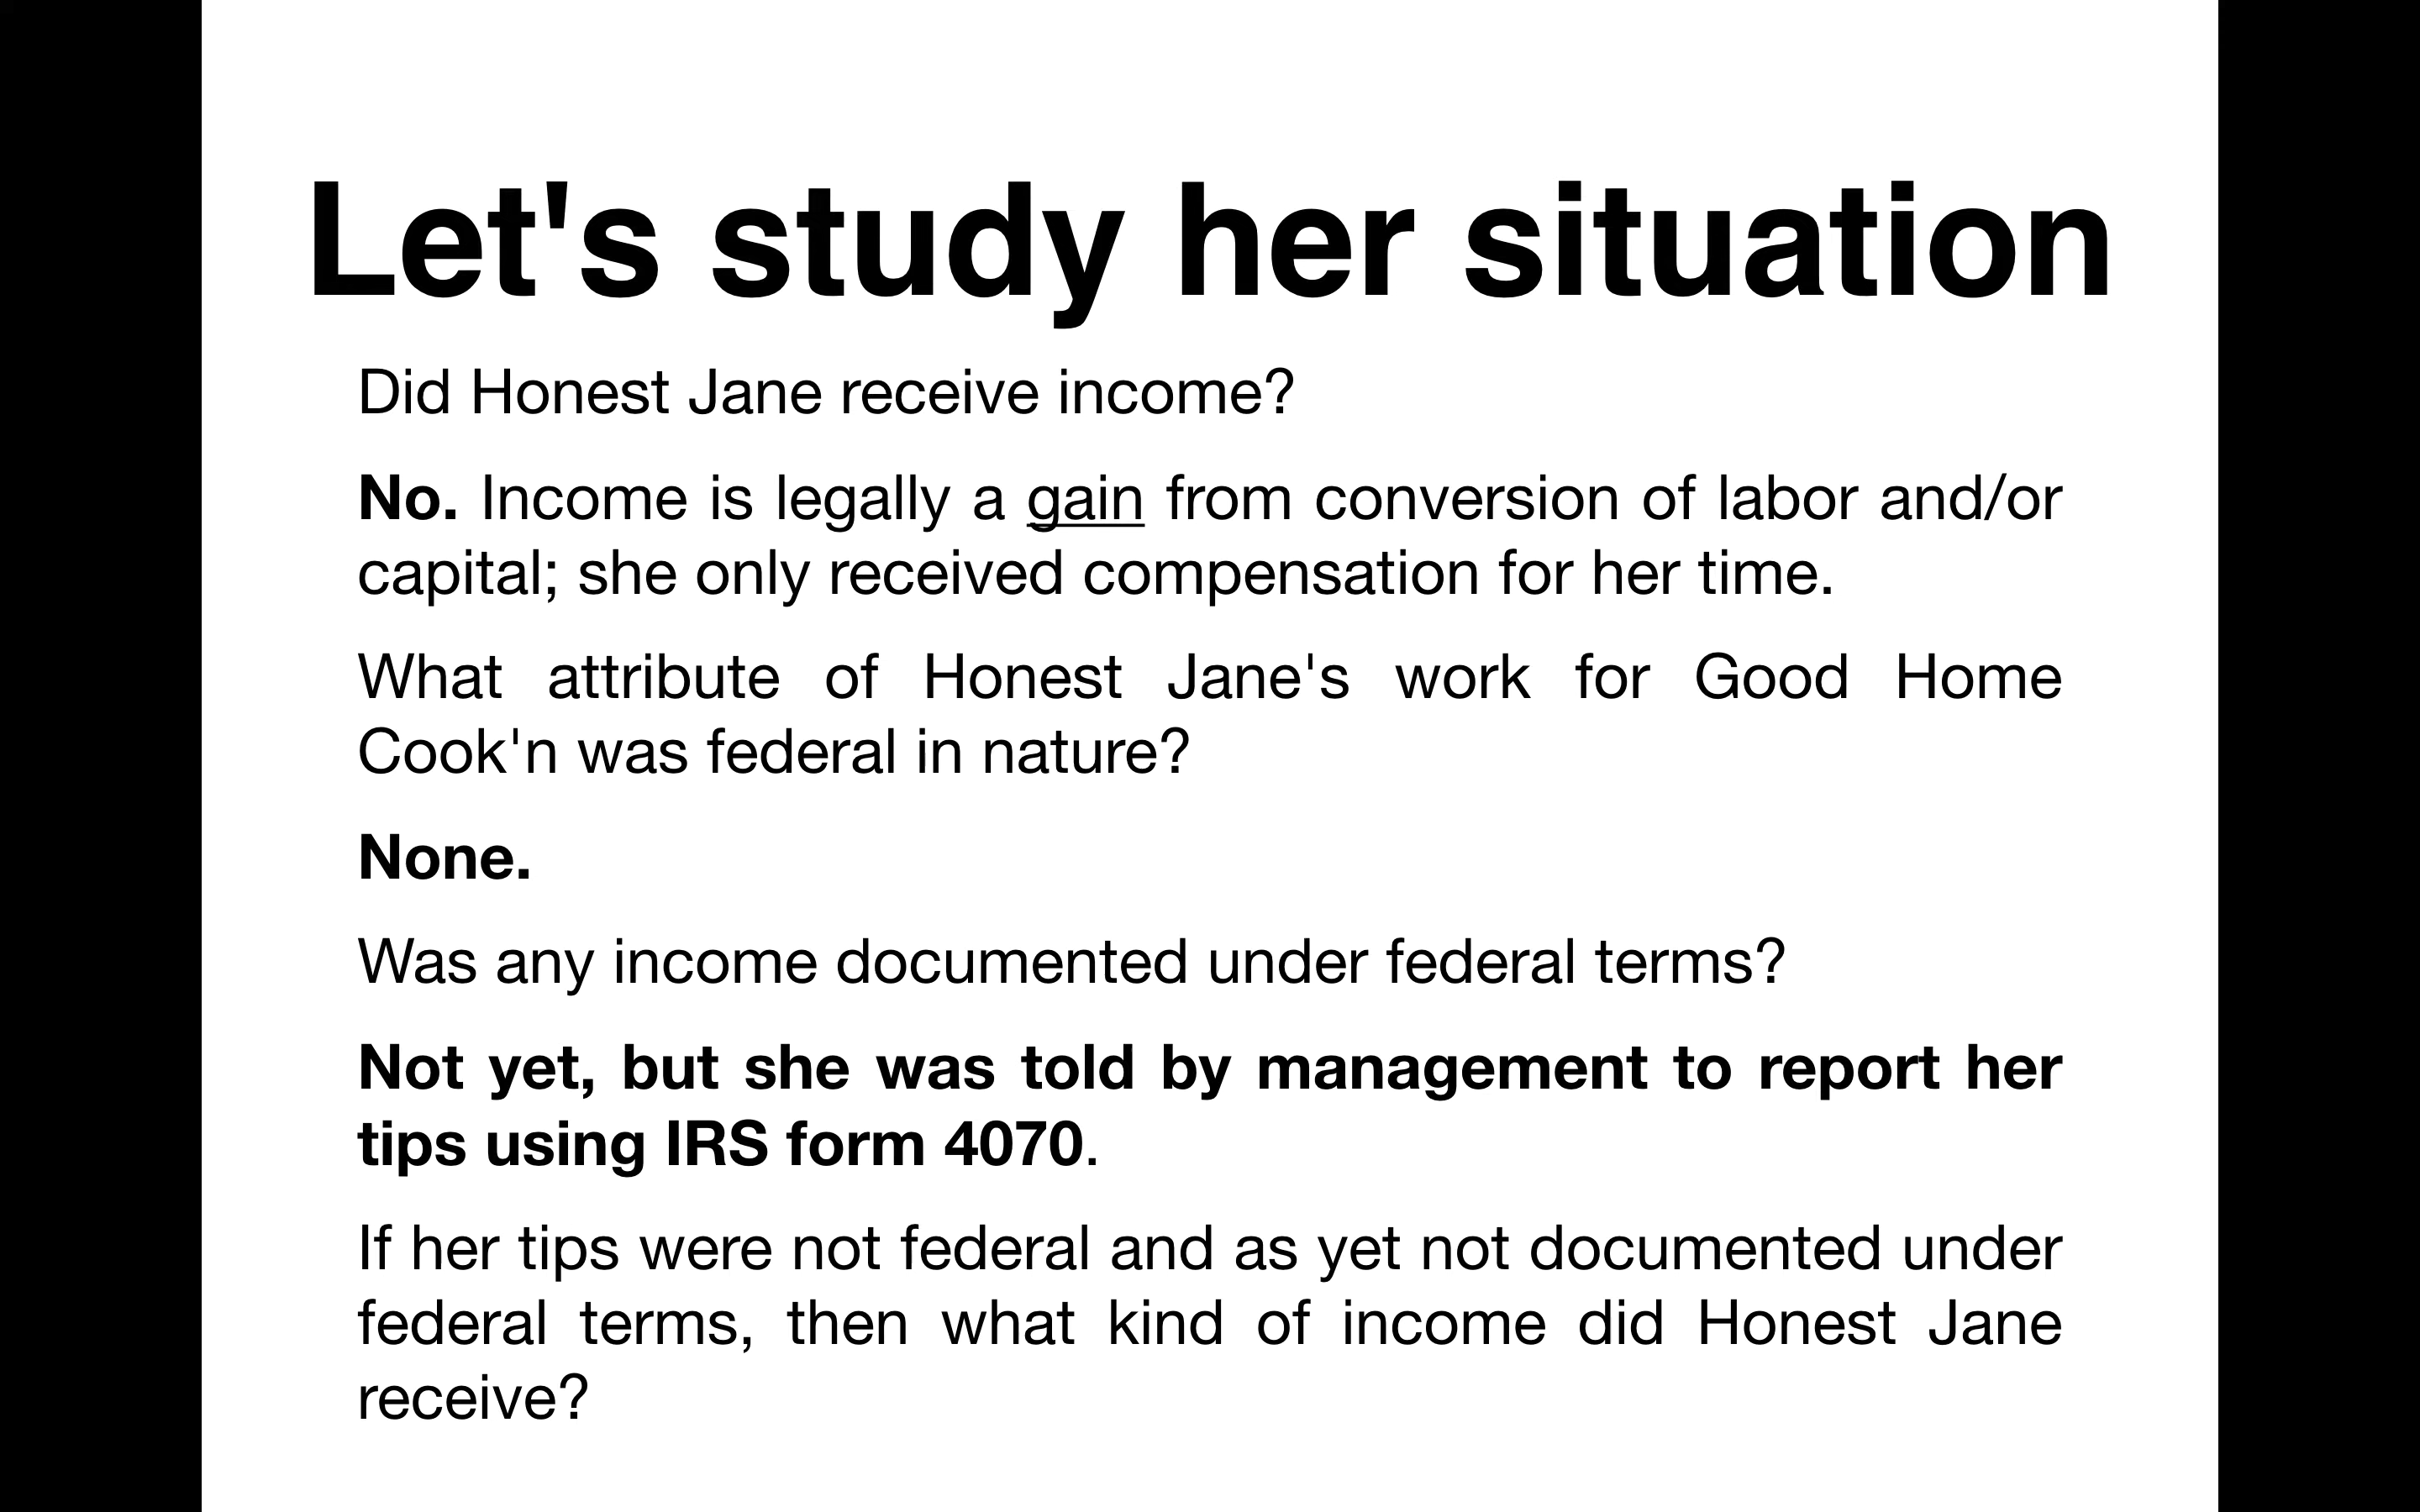 Let's study her situation
Did Honest Jane receive income?
No. Income is legally a gain from conversion of labor and/or
capital; she only received compensation for her time.
What attribute of Honest Jane's work for Good Home
Cook'n was federal in nature?
None.
Was any income documented under federal terms?
Not yet, but she was told by management to report her
tips using IRS form 4070.
If her tips were not federal and as yet not documented under
federal terms, then what kind of income did Honest Jane
receive?